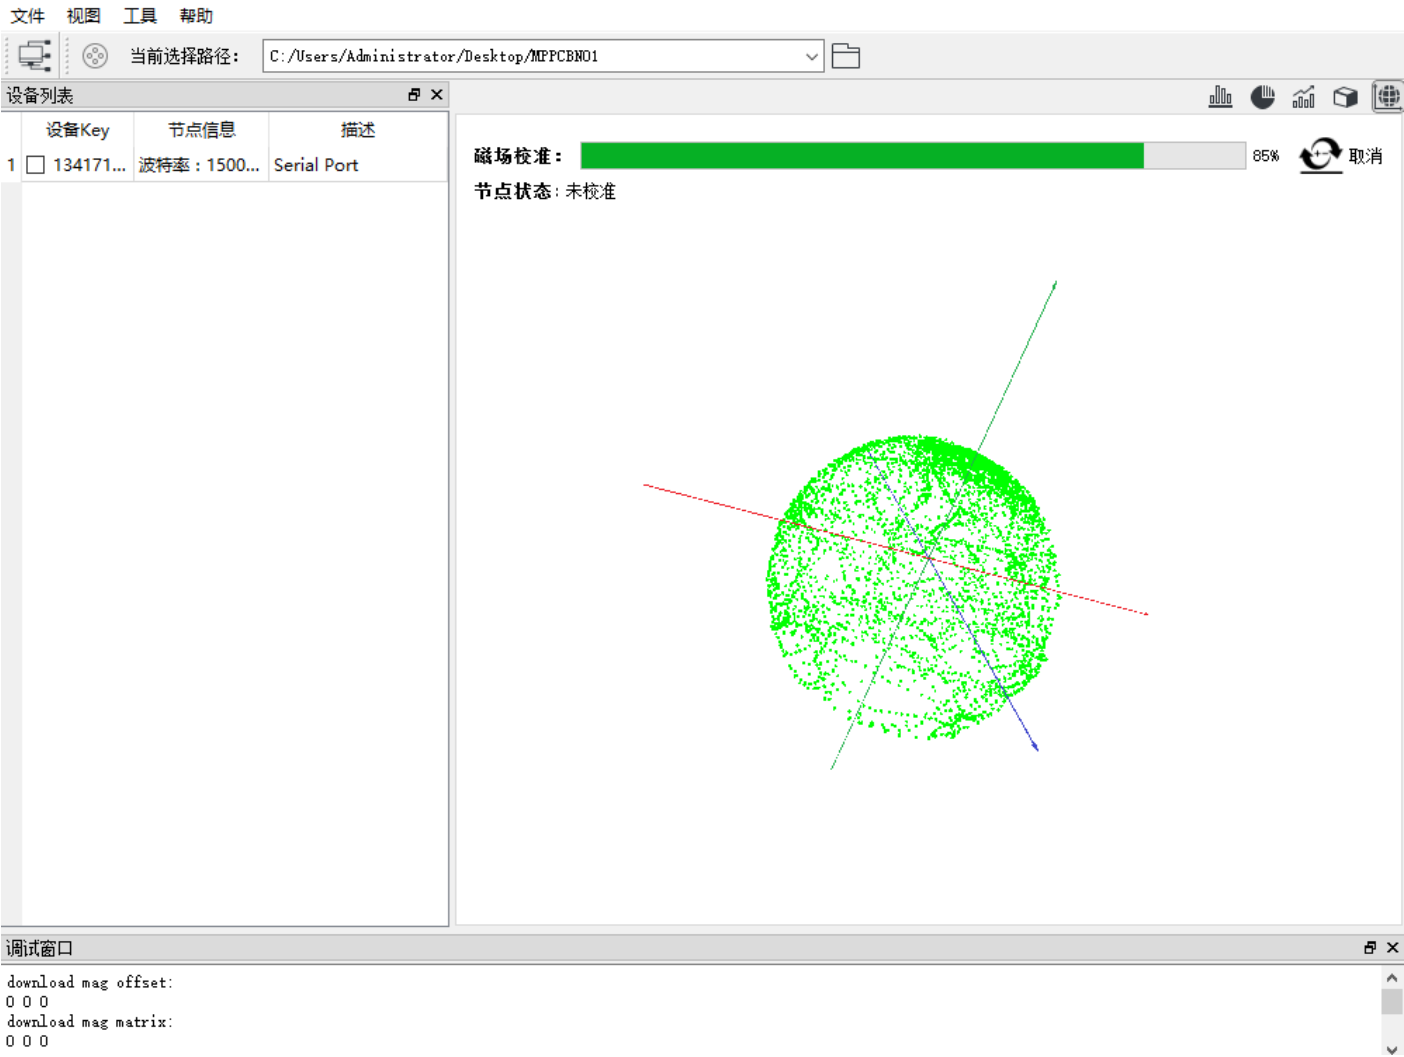 文件 视图 工具 帮助
当前选择路径： C:/Users/Administrator/Desktop/MPPCBNO1
设备列表
设备Key 节点信息 描述
1 134171... 波特率：1500... Serial Port
磁场校准： 85% 取消
节点状态：未校准
调试窗口
download mag offset:
0 0 0
download mag matrix:
0 0 0